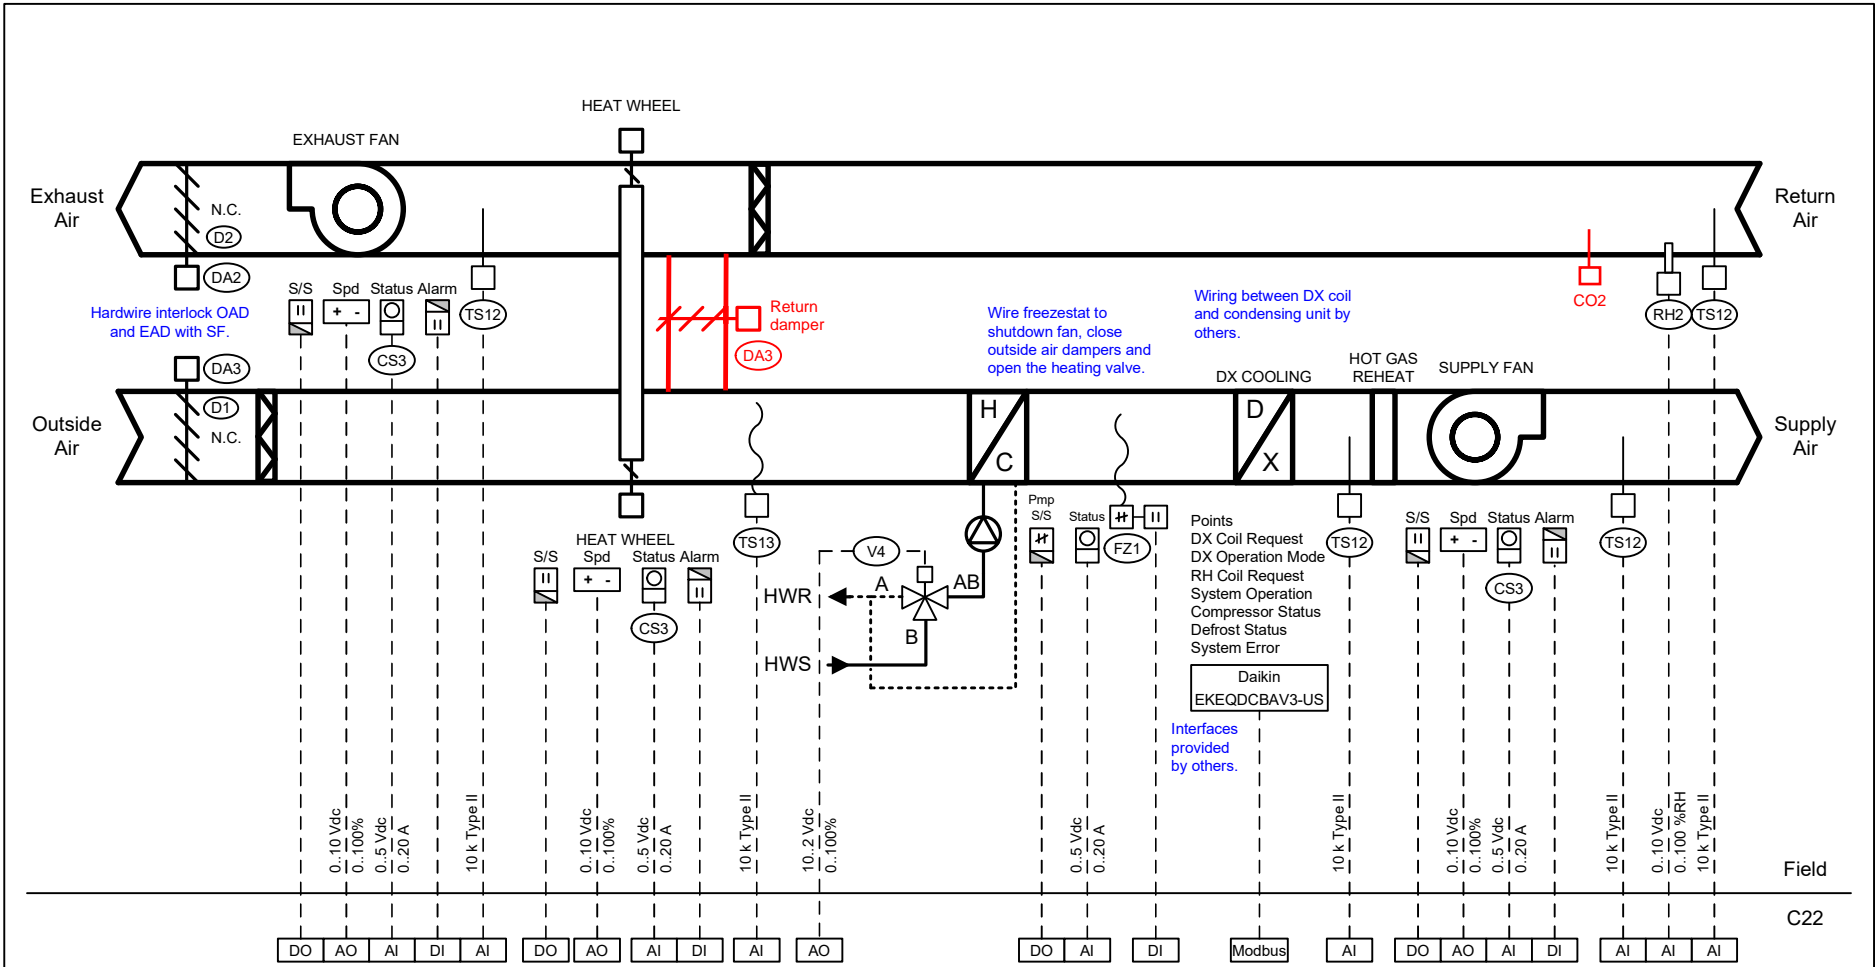 HEAT WHEEL
EXHAUST FAN
Exhaust
Air
N.C.
D2
DA2
Return
Air
Hardwire interlock OAD
and EAD with SF.
S/S
Spd
Status
Alarm
+ -
CS3
TS12
Return
damper
DA3
Wire freezestat to
shutdown fan, close
outside air dampers and
open the heating valve.
Wiring between DX coil
and condensing unit by
others.
CO2
RH2
TS12
DA3
D1
N.C.
Outside
Air
H
C
DX COOLING
D
X
HOT GAS
REHEAT
SUPPLY FAN
Supply
Air
HEAT WHEEL
S/S
Spd
Status
Alarm
+ -
CS3
TS13
V4
A
AB
B
HWR
HWS
Pmp
S/S
Status
FZ1
Points
DX Coil Request
DX Operation Mode
RH Coil Request
System Operation
Compressor Status
Defrost Status
System Error
Daikin
EKEQDCBAV3-US
Interfaces
provided
by others.
TS12
S/S
Spd
Status
Alarm
+ -
CS3
TS12
0..10 Vdc
0..100%
0..5 Vdc
0..20 A
10 k Type II
0..10 Vdc
0..100%
0..5 Vdc
0..20 A
10 k Type II
10..2 Vdc
0..100%
0..5 Vdc
0..20 A
10 k Type II
0..10 Vdc
0..100%
0..5 Vdc
0..20 A
10 k Type II
0..10 Vdc
0..100 %RH
10 k Type II
Field
C22
DO AO AI DI AI DO AO AI DI AI AO DO AI DI Modbus AI DO AO AI DI AI AI AI